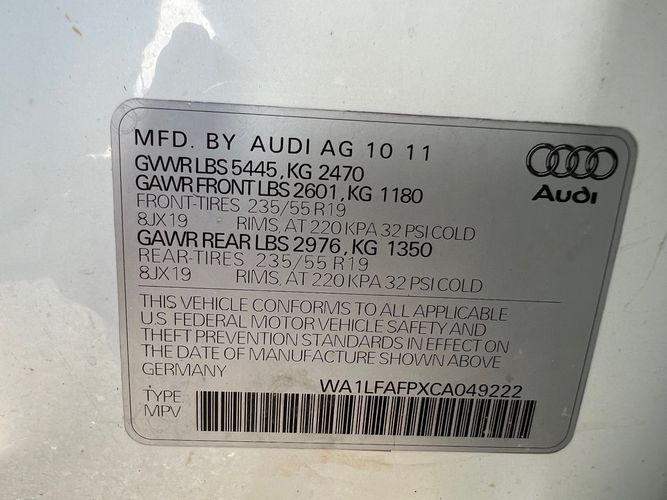 MFD. BY AUDI AG 10 11
GVWR LBS 5445, KG 2470
GAWR FRONT LBS 2601, KG 1180
FRONT-TIRES 235/55 R19
8JX19 RIMS, AT 220 KPA 32 PSI COLD
GAWR REAR LBS 2976, KG 1350
REAR-TIRES 235/55 R19
8JX19 RIMS, AT 220 KPA 32 PSI COLD
Audi
THIS VEHICLE CONFORMS TO ALL APPLICABLE
U.S. FEDERAL MOTOR VEHICLE SAFETY AND
THEFT PREVENTION STANDARDS IN EFFECT ON
THE DATE OF MANUFACTURE SHOWN ABOVE.
GERMANY
WA1LFAFPXCA049222
TYPE
MPV